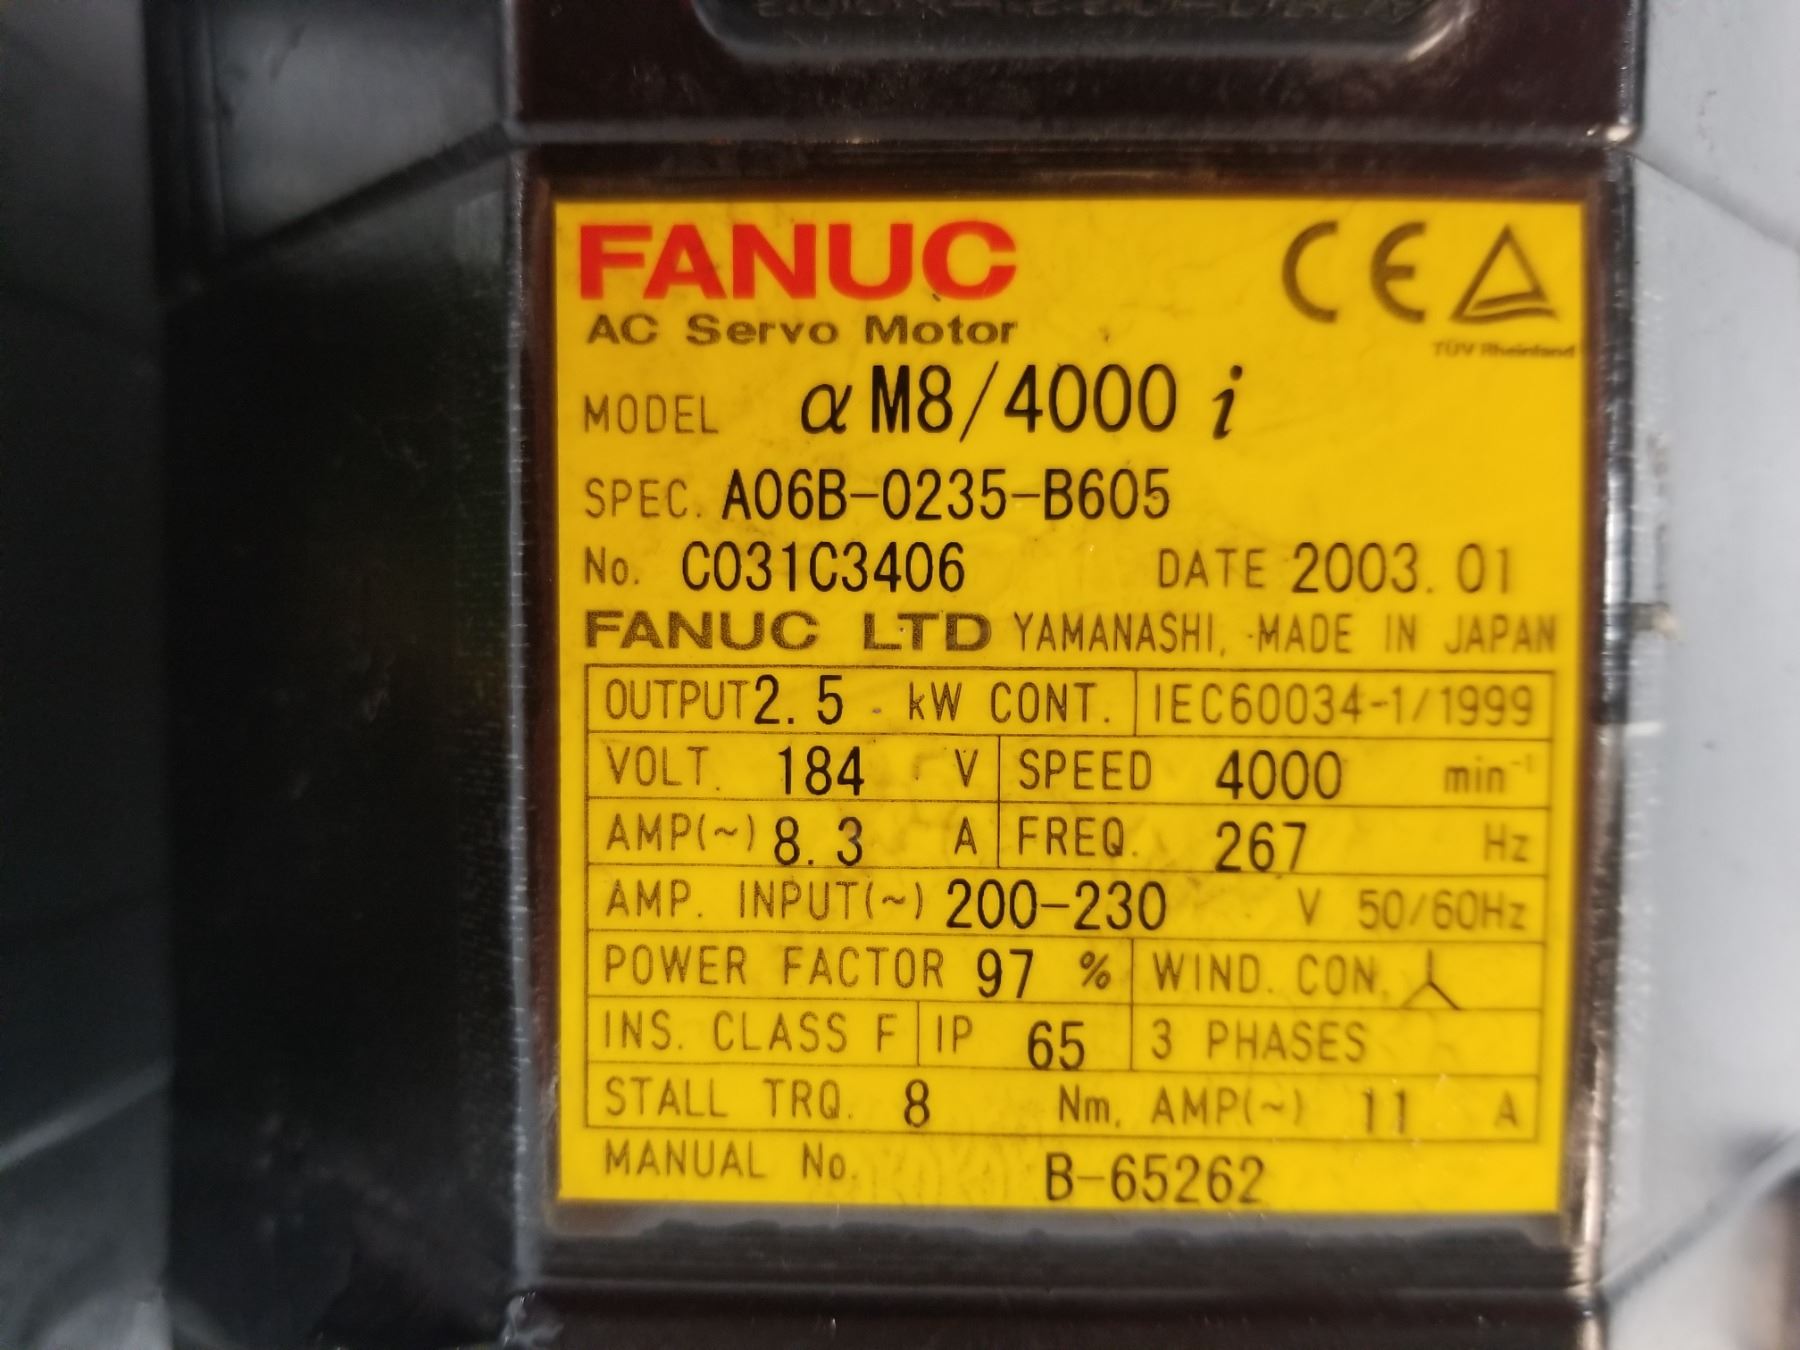 FANUC
CE
TÜV Rheinland
AC Servo Motor
MODEL α M8/4000 i
SPEC. A06B-0235-B605
No. C031C3406 DATE 2003.01
FANUC LTD YAMANASHI, MADE IN JAPAN
OUTPUT 2.5 kW CONT. IEC60034-1/1999
VOLT. 184 V SPEED 4000 min⁻¹
AMP(~) 8.3 A FREQ. 267 Hz
AMP. INPUT(~) 200-230 V 50/60Hz
POWER FACTOR 97 % WIND. CON.
INS. CLASS F IP 65 3 PHASES
STALL TRQ. 8 Nm, AMP(~) 11 A
MANUAL No. B-65262